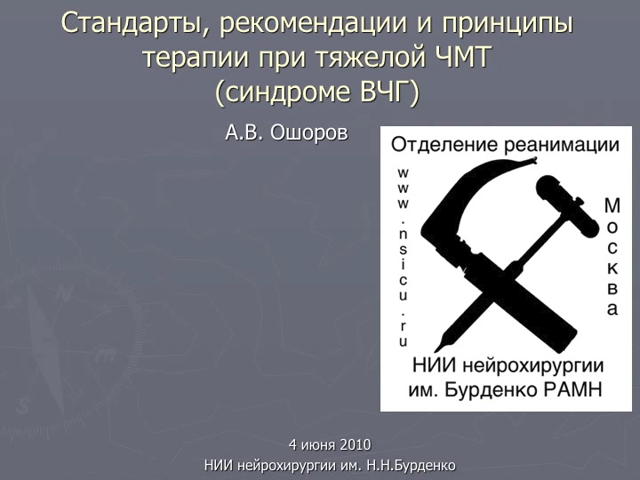 Стандарты, рекомендации и принципы
терапии при тяжелой ЧМТ
(синдроме ВЧГ)
А.В. Ошоров
Отделение реанимации
www.nsicu.ru
Москва
НИИ нейрохирургии
им. Бурденко РАМН
4 июня 2010
НИИ нейрохирургии им. Н.Н.Бурденко
S